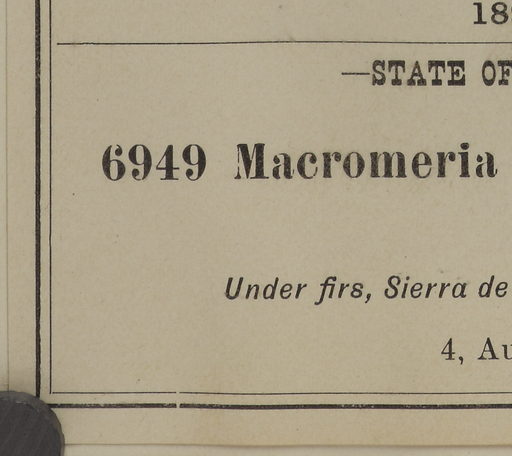 18
—STATE OF
6949 Macromeria
Under firs, Sierra de
4, Au